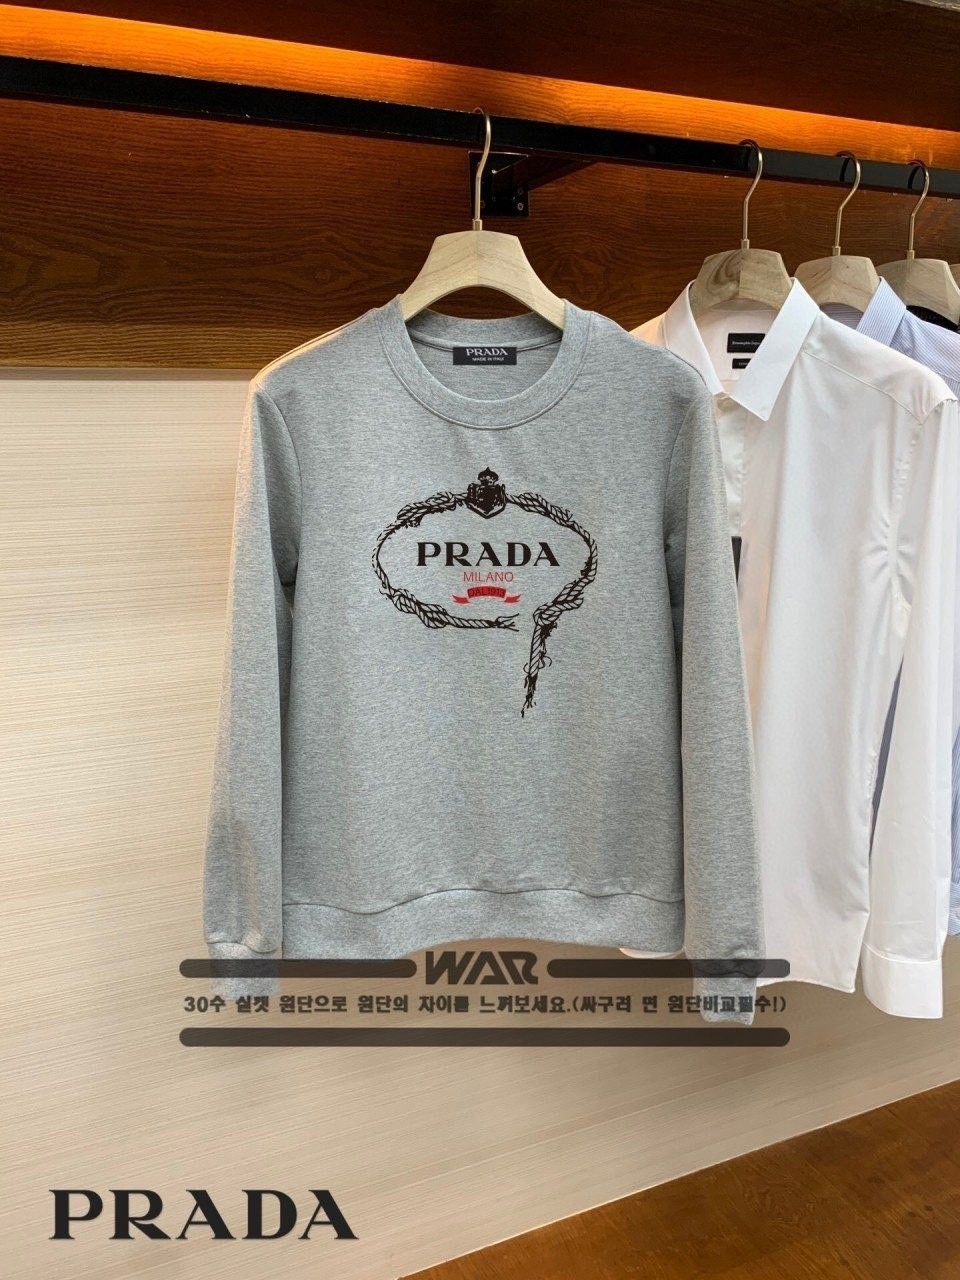 PRADA
MADE IN ITALY
PRADA
MILANO
DAL 1913
WAR
30수 실켓 원단으로 원단의 차이를 느껴보세요.(싸구려 면 원단비교필수!)
PRADA